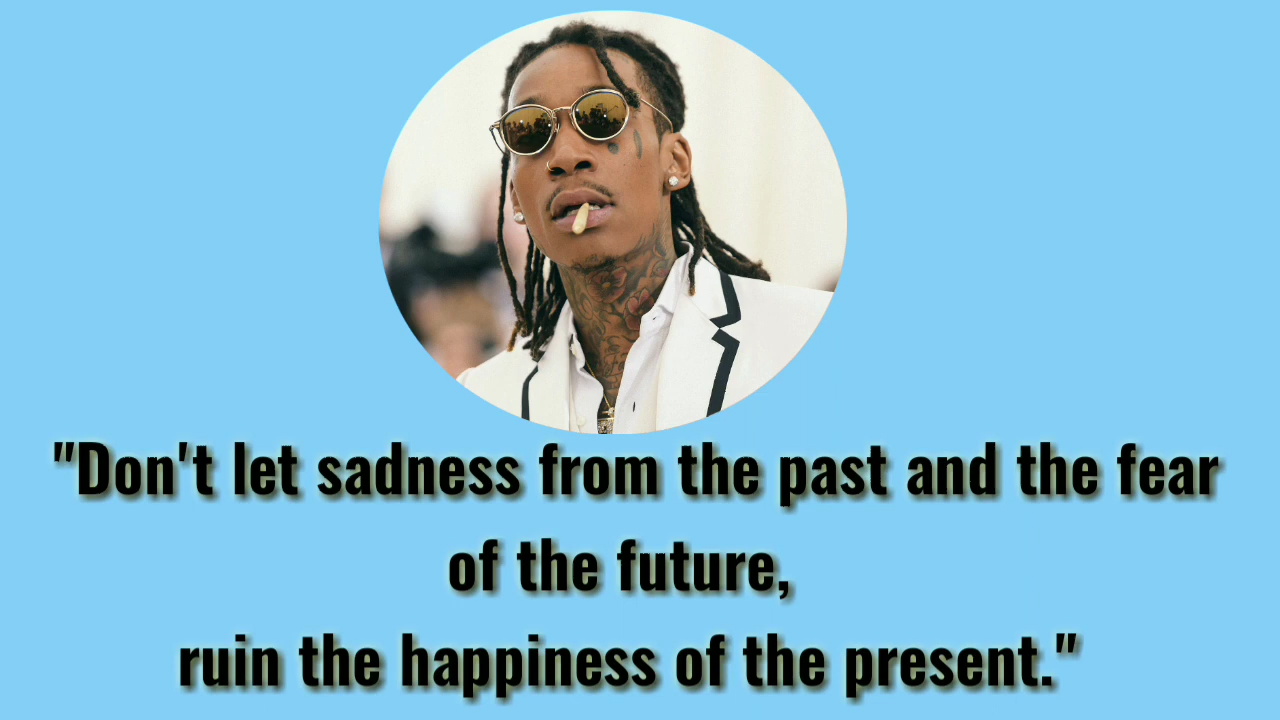 "Don't let sadness from the past and the fear
of the future,
ruin the happiness of the present."